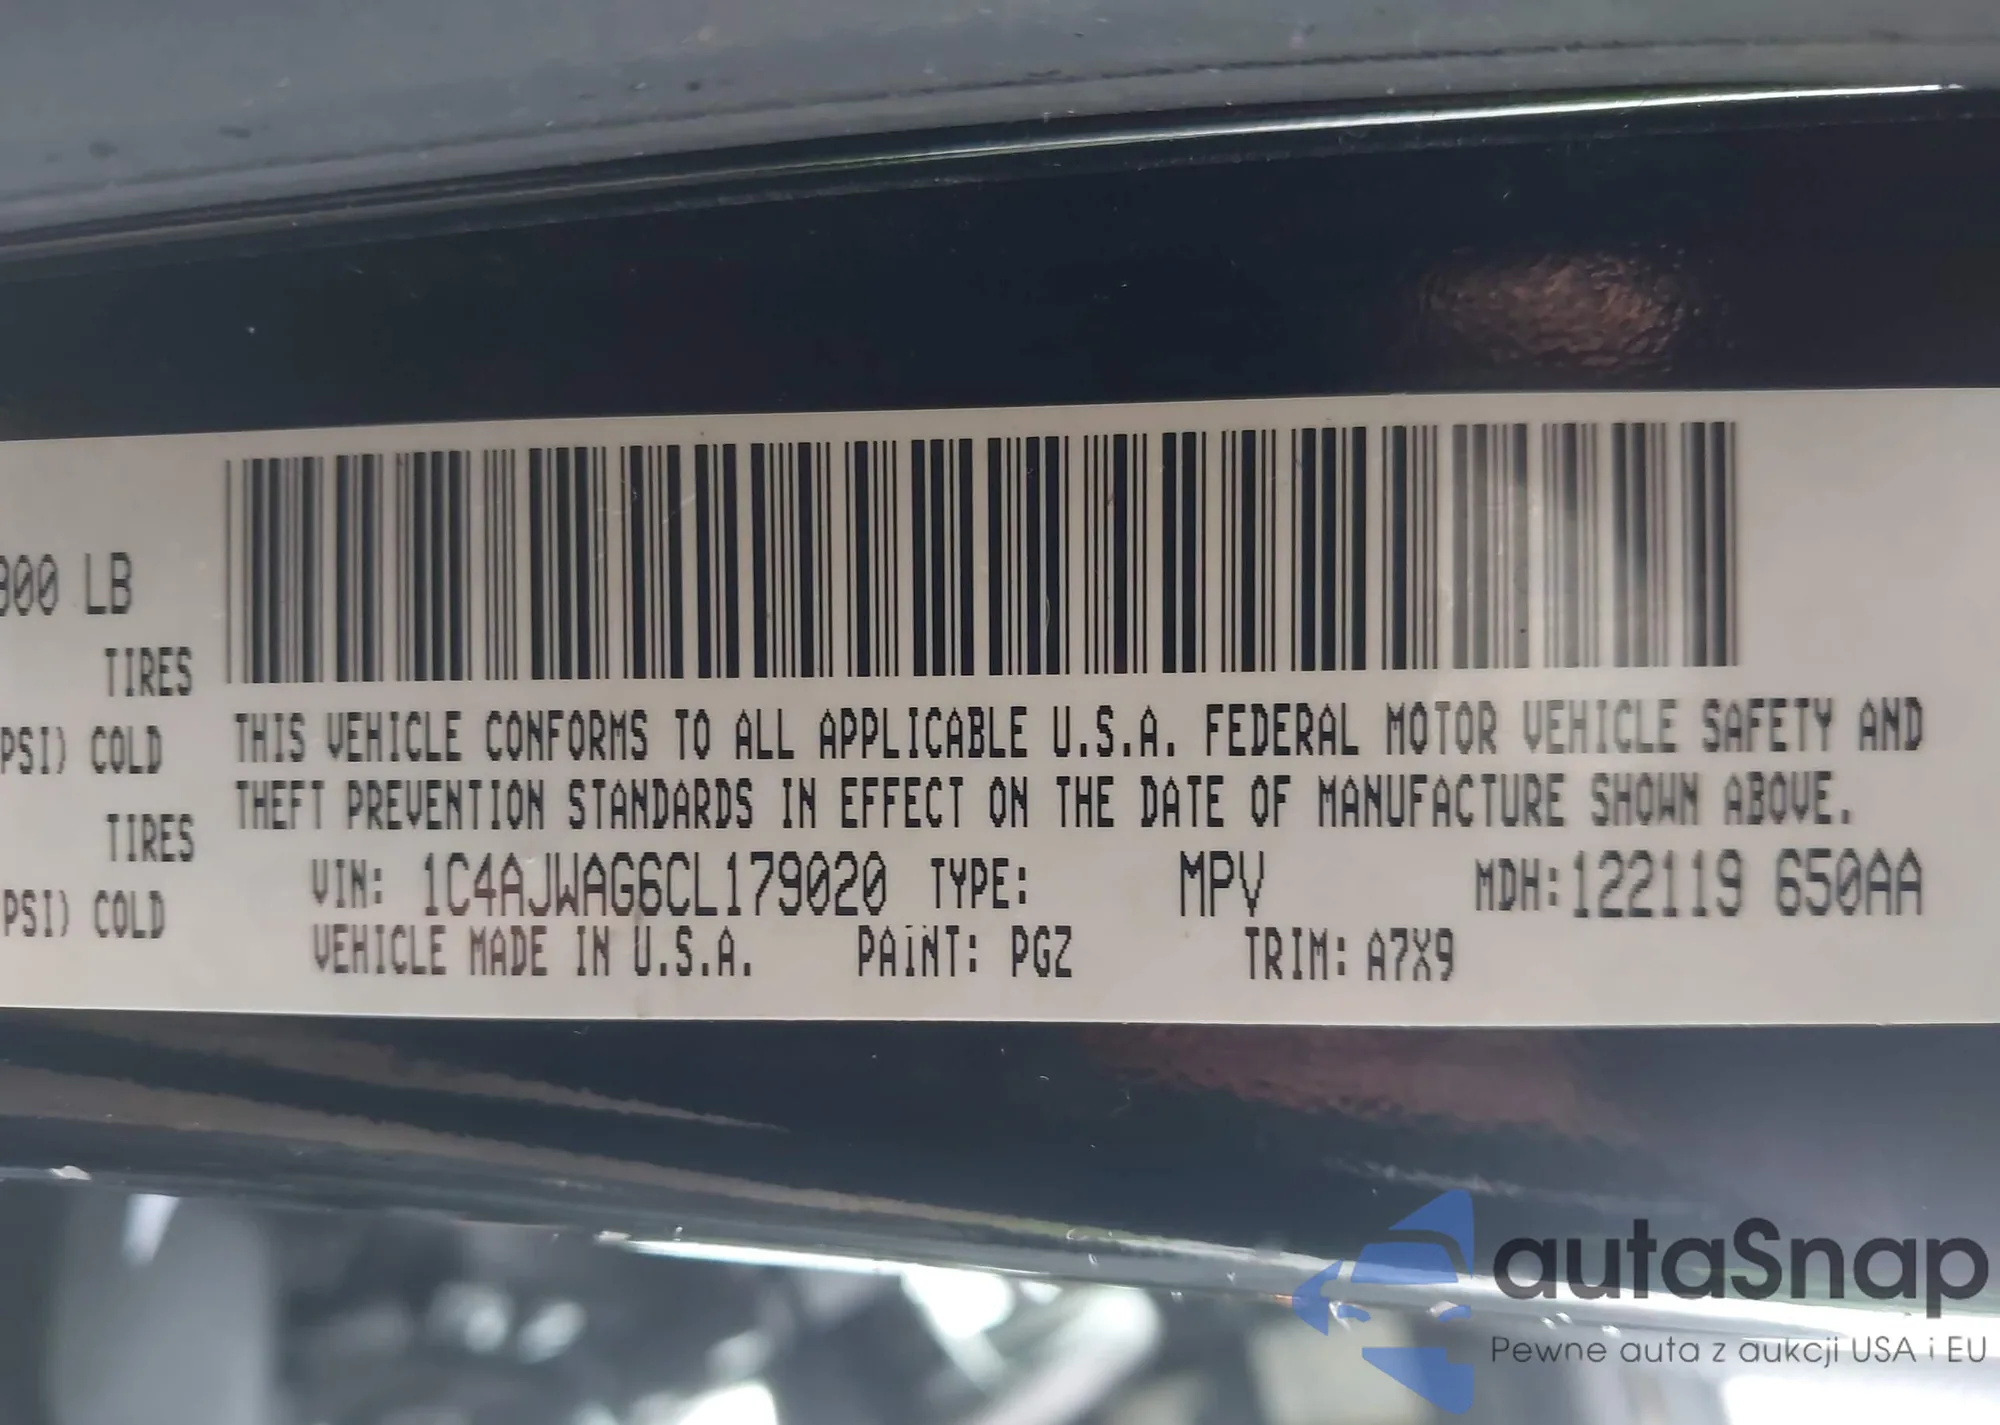 800 LB
TIRES
PSI) COLD
TIRES
PSI) COLD
THIS VEHICLE CONFORMS TO ALL APPLICABLE U.S.A. FEDERAL MOTOR VEHICLE SAFETY AND
THEFT PREVENTION STANDARDS IN EFFECT ON THE DATE OF MANUFACTURE SHOWN ABOVE.
VIN: 1C4AJWAG6CL179020 TYPE: MPV MDH:122119 650AA
VEHICLE MADE IN U.S.A. PAINT: PGZ TRIM: A7X9
autaSnap
Pewne auta z aukcji USA i EU